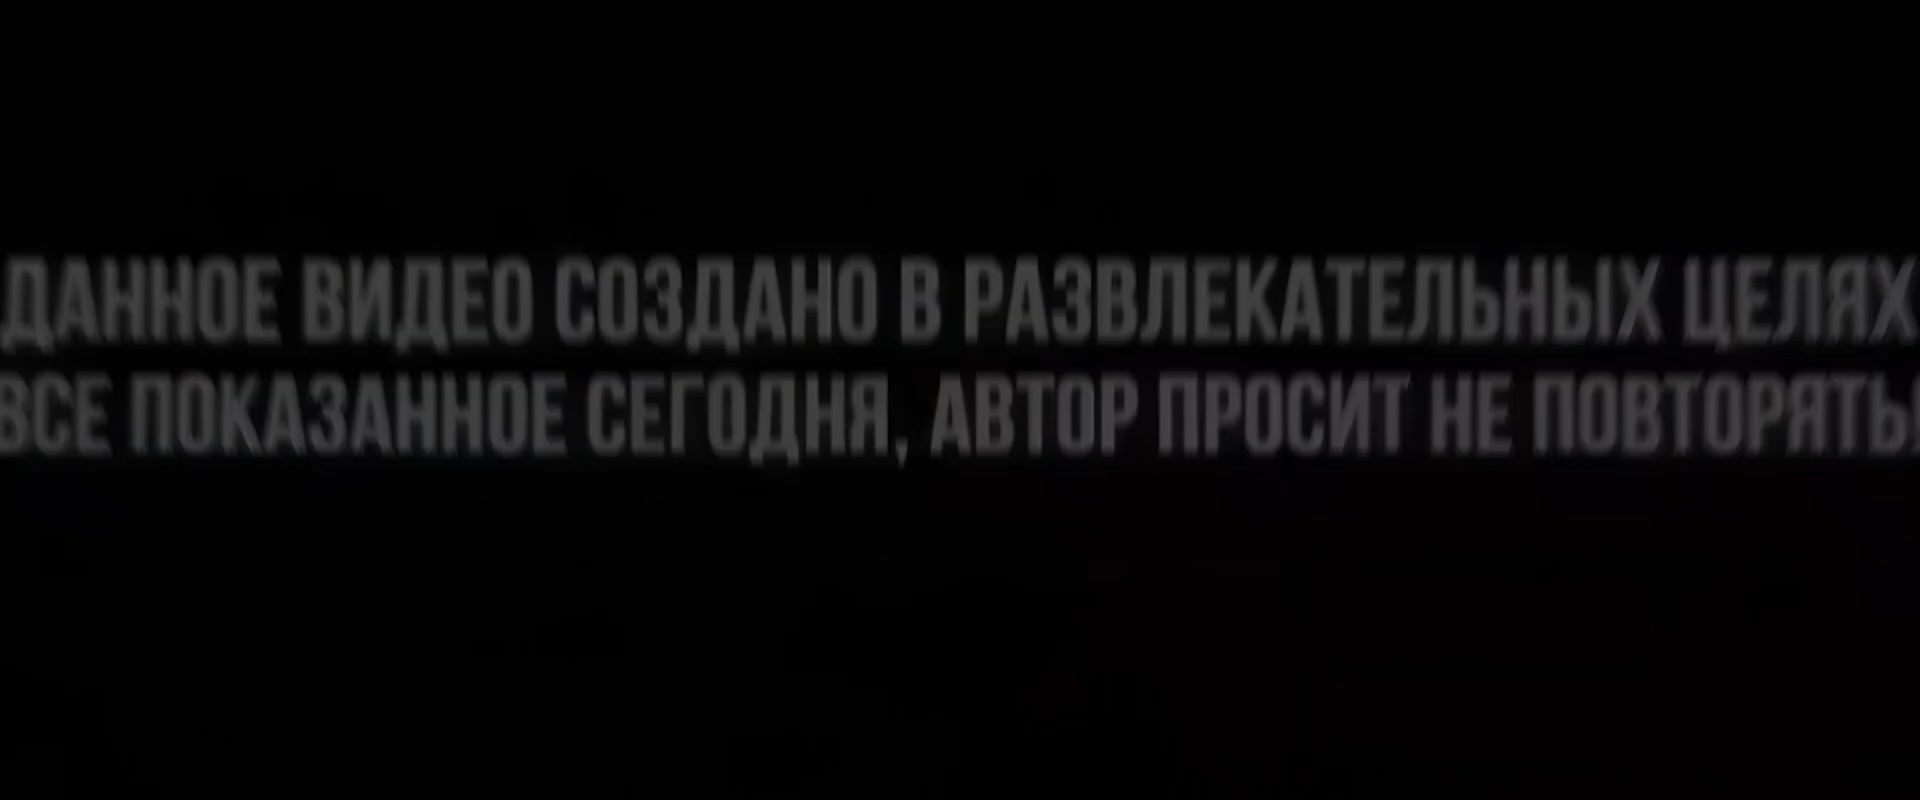 ДАННОЕ ВИДЕО СОЗДАНО В РАЗВЛЕКАТЕЛЬНЫХ ЦЕЛЯХ.
ВСЕ ПОКАЗАННОЕ СЕГОДНЯ, АВТОР ПРОСИТ НЕ ПОВТОРЯТЬ!